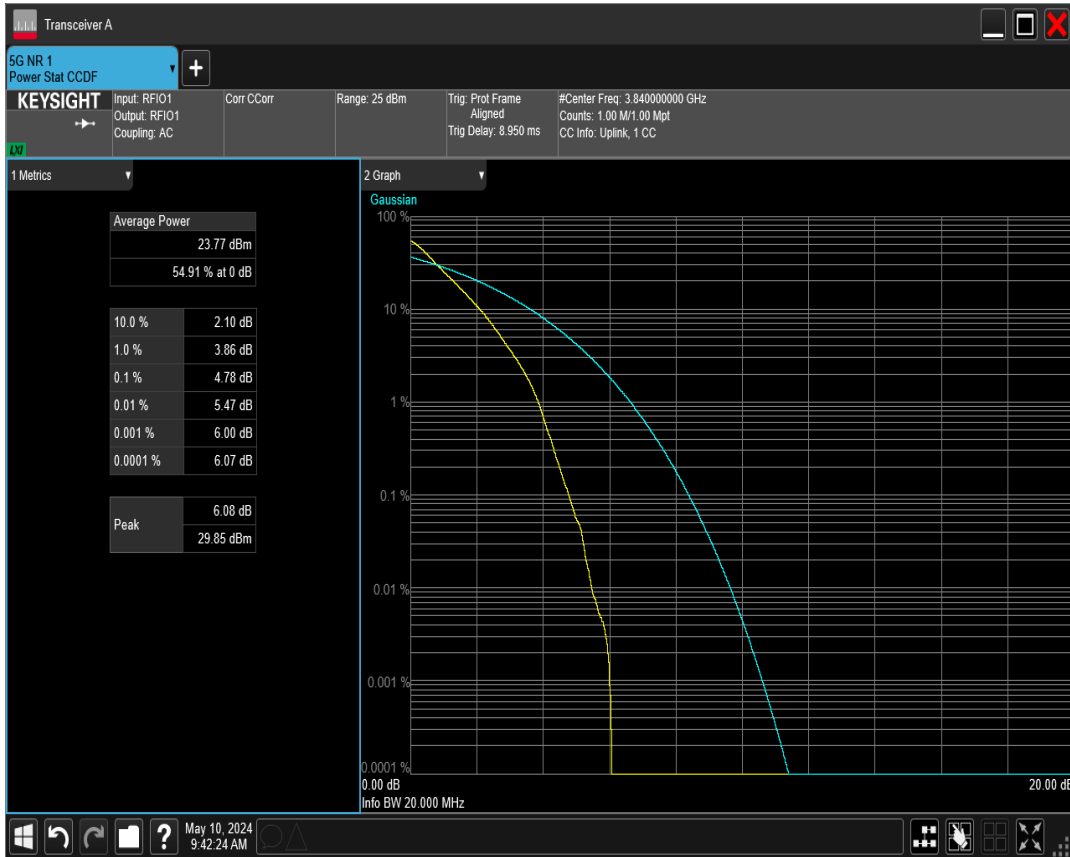 Transceiver A
5G NR 1
Power Stat CCDF
+
KEYSIGHT
LXI
Input: RFIO1
Output: RFIO1
Coupling: AC
Corr CCorr
Range: 25 dBm
Trig: Prot Frame
Aligned
Trig Delay: 8.950 ms
#Center Freq: 3.840000000 GHz
Counts: 1.00 M/1.00 Mpt
CC Info: Uplink, 1 CC
1 Metrics
Average Power
23.77 dBm
54.91 % at 0 dB
10.0 % 2.10 dB
1.0 % 3.86 dB
0.1 % 4.78 dB
0.01 % 5.47 dB
0.001 % 6.00 dB
0.0001 % 6.07 dB
Peak
6.08 dB
29.85 dBm
2 Graph
Gaussian
100 %
10 %
1 %
0.1 %
0.01 %
0.001 %
0.0001 %
0.00 dB 20.00 dB
Info BW 20.000 MHz
?
May 10, 2024
9:42:24 AM